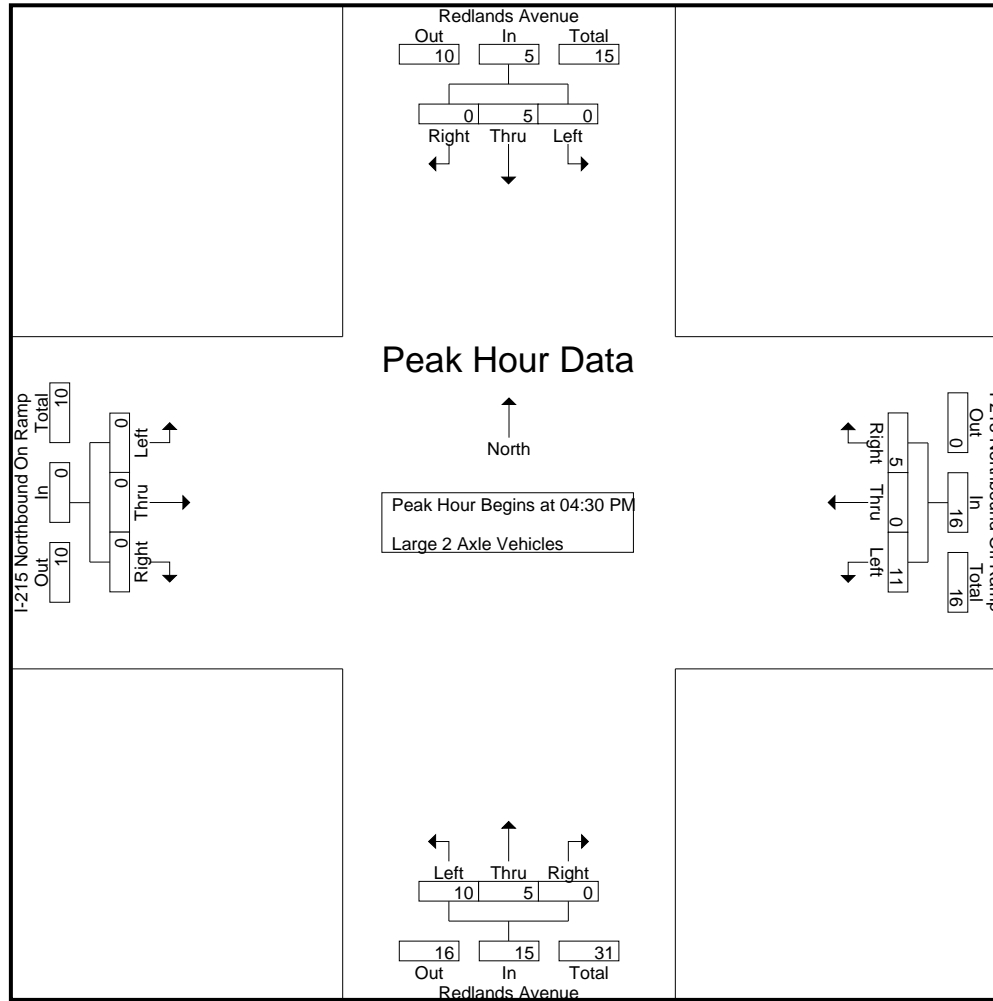 Redlands Avenue
Out In Total
10 5 15
0 5 0
Right Thru Left
Peak Hour Data
North
Peak Hour Begins at 04:30 PM
Large 2 Axle Vehicles
I-215 Northbound On Ramp
Total In Out
10 0 10
0 0 0
Left Thru Right
Right Thru Left
5 0 11
Out In Total
0 16 16
Left Thru Right
10 5 0
16 15 31
Out In Total
Redlands Avenue